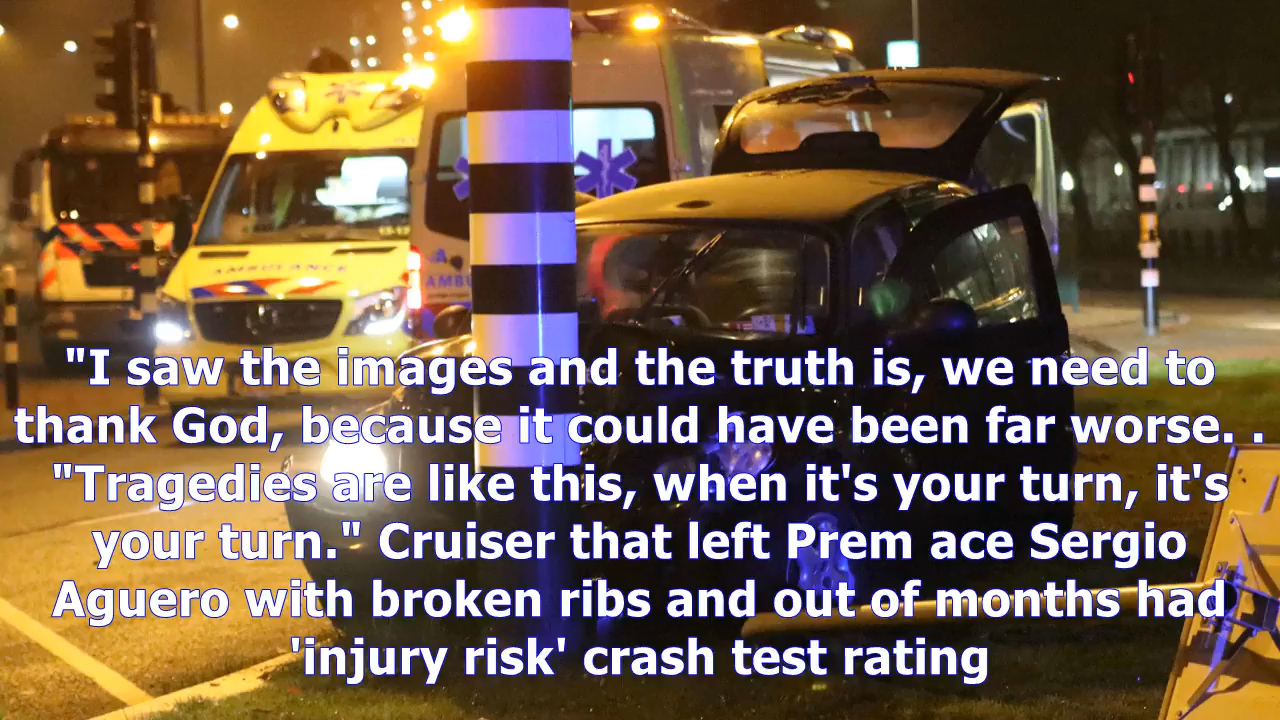 AMBULANCE
AMBU
"I saw the images and the truth is, we need to
thank God, because it could have been far worse. .
"Tragedies are like this, when it's your turn, it's
your turn." Cruiser that left Prem ace Sergio
Aguero with broken ribs and out of months had
'injury risk' crash test rating